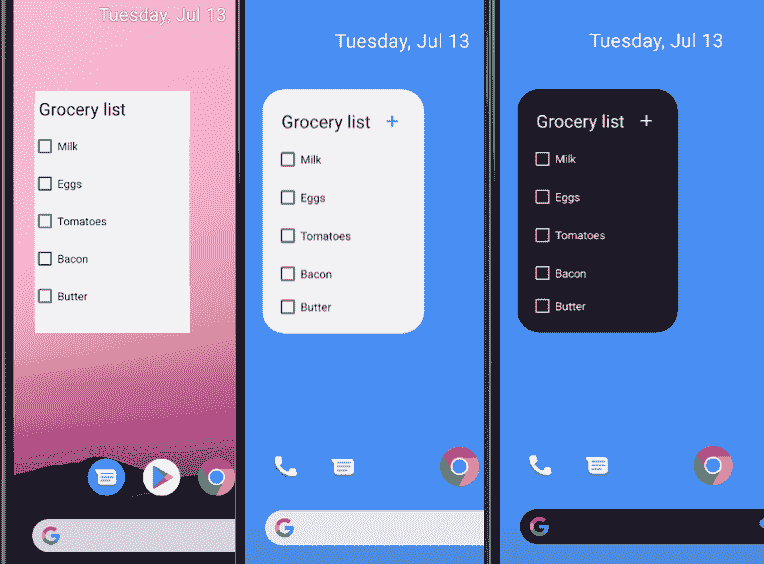 Tuesday, Jul 13
Grocery list
Milk
Eggs
Tomatoes
Bacon
Butter
G
Tuesday, Jul 13
Grocery list +
Milk
Eggs
Tomatoes
Bacon
Butter
G
Tuesday, Jul 13
Grocery list +
Milk
Eggs
Tomatoes
Bacon
Butter
G